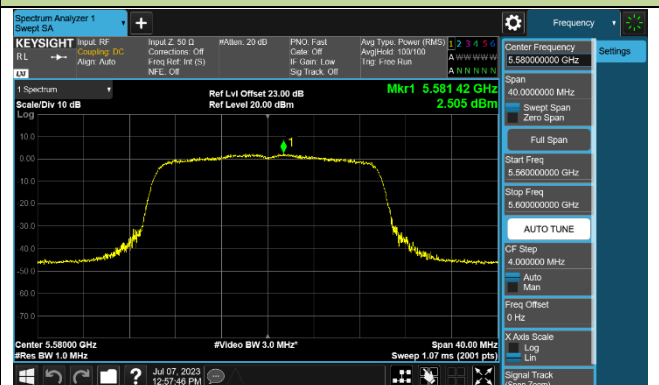 Spectrum Analyzer 1
Swept SA
Frequency
KEYSIGHT
RL
LXI
Input: RF
Coupling: DC
Align: Auto
Input Z: 50 Ω
Corrections: Off
Freq Ref: Int (S)
NFE: Off
#Atten: 20 dB
PNO: Fast
Gate: Off
IF Gain: Low
Sig Track: Off
Avg Type: Power (RMS)
Avg|Hold: 100/100
Trig: Free Run
1 2 3 4 5 6
A W W W W W
A N N N N N
1 Spectrum
Scale/Div 10 dB
Log
Ref Lvl Offset 23.00 dB
Ref Level 20.00 dBm
Mkr1 5.581 42 GHz
2.505 dBm
1
10.0
0.00
-10.0
-20.0
-30.0
-40.0
-50.0
-60.0
-70.0
Center 5.58000 GHz
#Res BW 1.0 MHz
#Video BW 3.0 MHz*
Span 40.00 MHz
Sweep 1.07 ms (2001 pts)
Center Frequency
5.580000000 GHz
Settings
Span
40.0000000 MHz
Swept Span
Zero Span
Full Span
Start Freq
5.560000000 GHz
Stop Freq
5.600000000 GHz
AUTO TUNE
CF Step
4.000000 MHz
Auto
Man
Freq Offset
0 Hz
X Axis Scale
Log
Lin
Signal Track
(Span Zoom)
Jul 07, 2023
12:57:46 PM